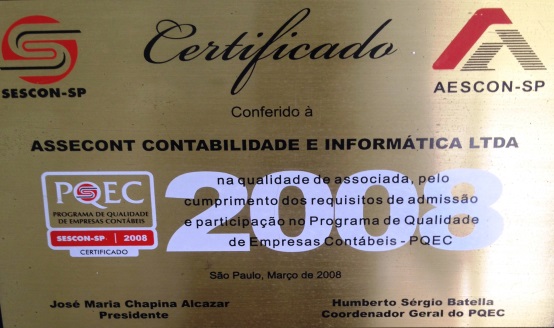 Certificado
SESCON-SP
AESCON-SP
Conferido à
ASSECONT CONTABILIDADE E INFORMÁTICA LTDA
2008
na qualidade de associada, pelo
cumprimento dos requisitos de admissão
e participação no Programa de Qualidade
de Empresas Contábeis - PQEC
PQEC
PROGRAMA DE QUALIDADE
DE EMPRESAS CONTÁBEIS
SESCON-SP | 2008
CERTIFICADO
São Paulo, Março de 2008
José Maria Chapina Alcazar
Presidente
Humberto Sérgio Batella
Coordenador Geral do PQEC